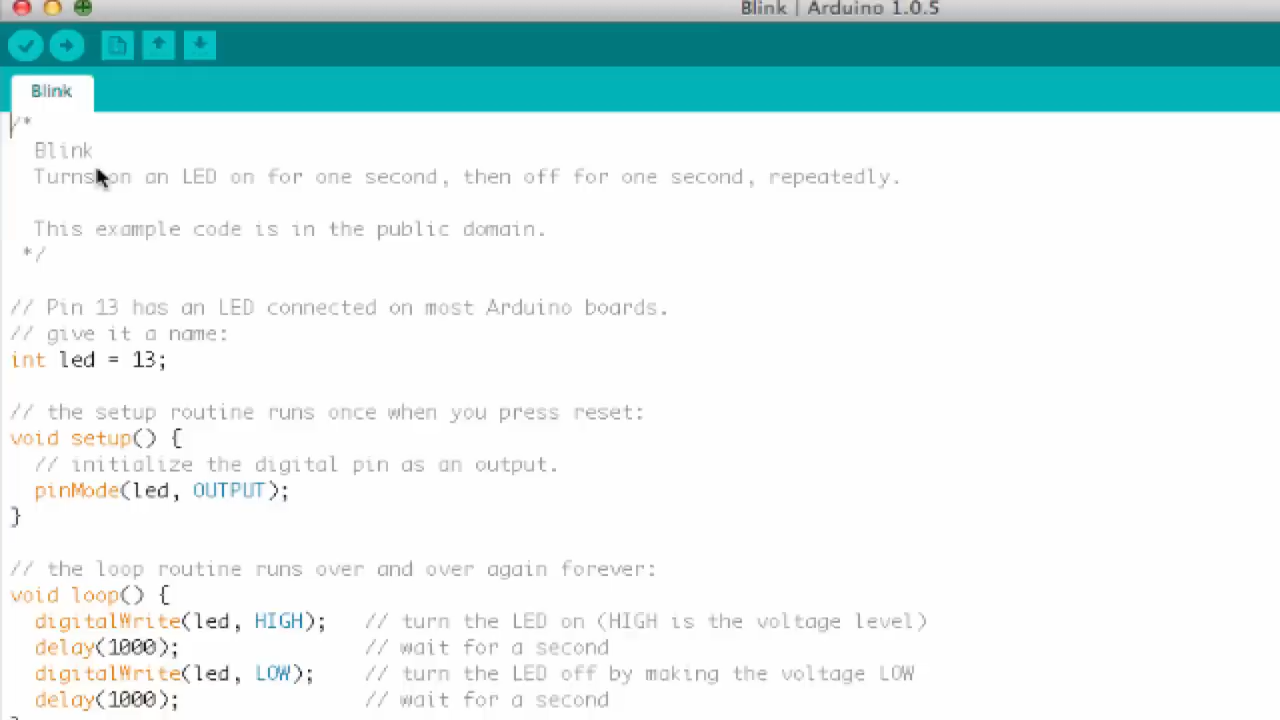 Blink | Arduino 1.0.5
Blink
/*
Blink
Turns on an LED on for one second, then off for one second, repeatedly.
This example code is in the public domain.
*/
// Pin 13 has an LED connected on most Arduino boards.
// give it a name:
int led = 13;
// the setup routine runs once when you press reset:
void setup() {
// initialize the digital pin as an output.
pinMode(led, OUTPUT);
}
// the loop routine runs over and over again forever:
void loop() {
digitalWrite(led, HIGH);   // turn the LED on (HIGH is the voltage level)
delay(1000);               // wait for a second
digitalWrite(led, LOW);    // turn the LED off by making the voltage LOW
delay(1000);               // wait for a second